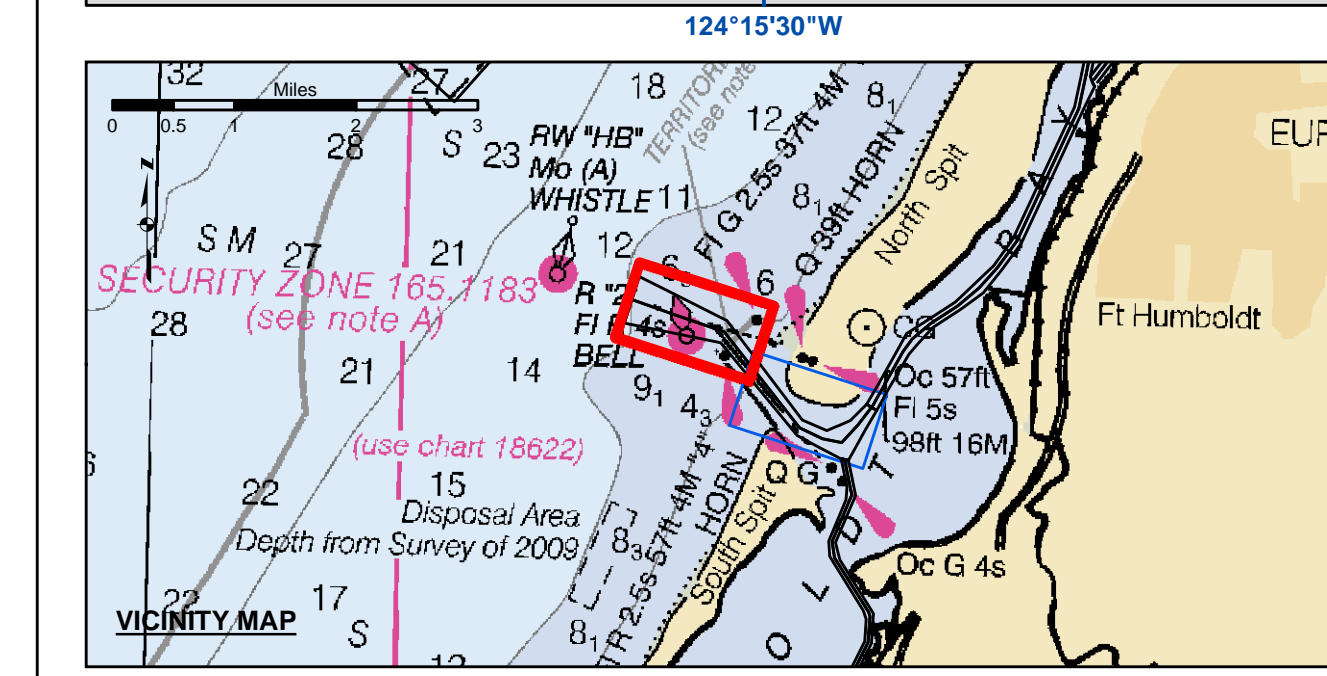 124°15'30"W
32
27
Miles
0 0.5 1 2 3
18
TERRITORI
(see note
12
8₁
28
S
23
RW "HB"
Mo (A)
WHISTLE
11
8₁
Fl G 2.5s 37ft 4M
Q 39ft HORN
North Spit
B A Y
EUR
N
S M
27
21
12
6
6
SECURITY ZONE 165.1183
(see note A)
28
R "2
Fl R 4s
BELL
CG
Ft Humboldt
21
14
9₁
4₃
Oc 57ft
Fl 5s
98ft 16M
(use chart 18622)
Q G
T
22
15
Disposal Area
Depth from Survey of 2009
8₃
R 2.5s 57ft 4M "4"
HORN
South Spit
D
Oc G 4s
L
O
22
17
VICINITY MAP
S
8₁
12